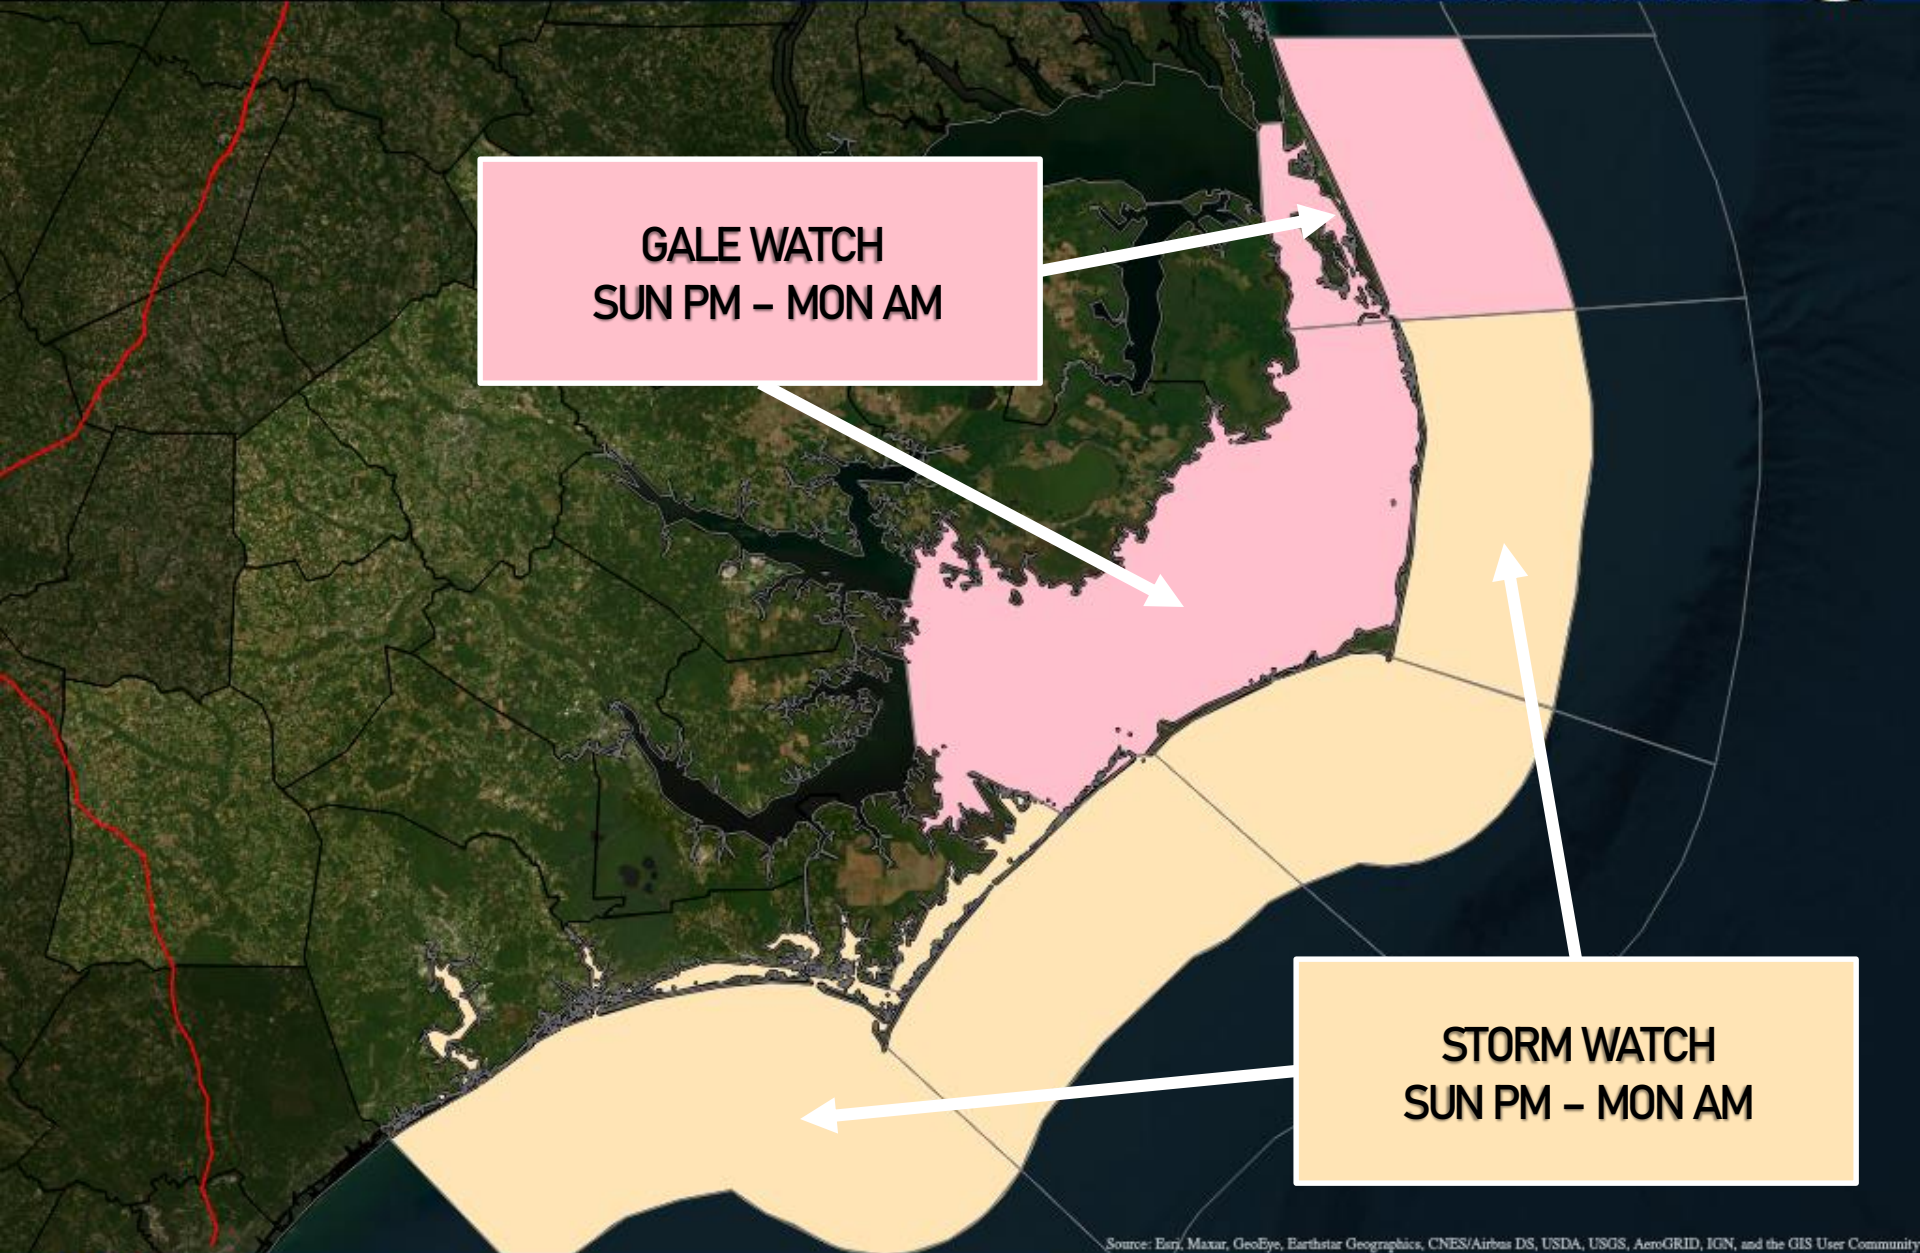 GALE WATCH
SUN PM – MON AM
STORM WATCH
SUN PM – MON AM
Source: Esri, Maxar, GeoEye, Earthstar Geographics, CNES/Airbus DS, USDA, USGS, AeroGRID, IGN, and the GIS User Community